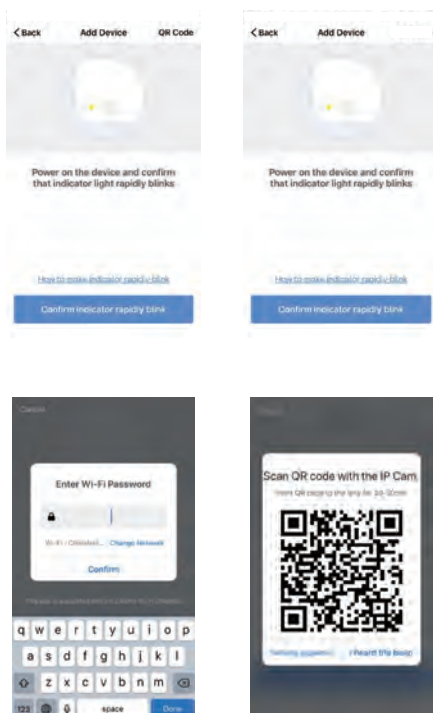 < Back Add Device QR Code
Power on the device and confirm
that indicator light rapidly blinks
How to make indicator rapidly blink
Confirm indicator rapidly blink
< Back Add Device
Power on the device and confirm
that indicator light rapidly blinks
How to make indicator rapidly blink
Confirm indicator rapidly blink
Cancel
Enter Wi-Fi Password
Change Network
Confirm
q w e r t y u i o p
a s d f g h j k l
z x c v b n m
123 space Done
Scan QR code with the IP Cam
I heard the beep